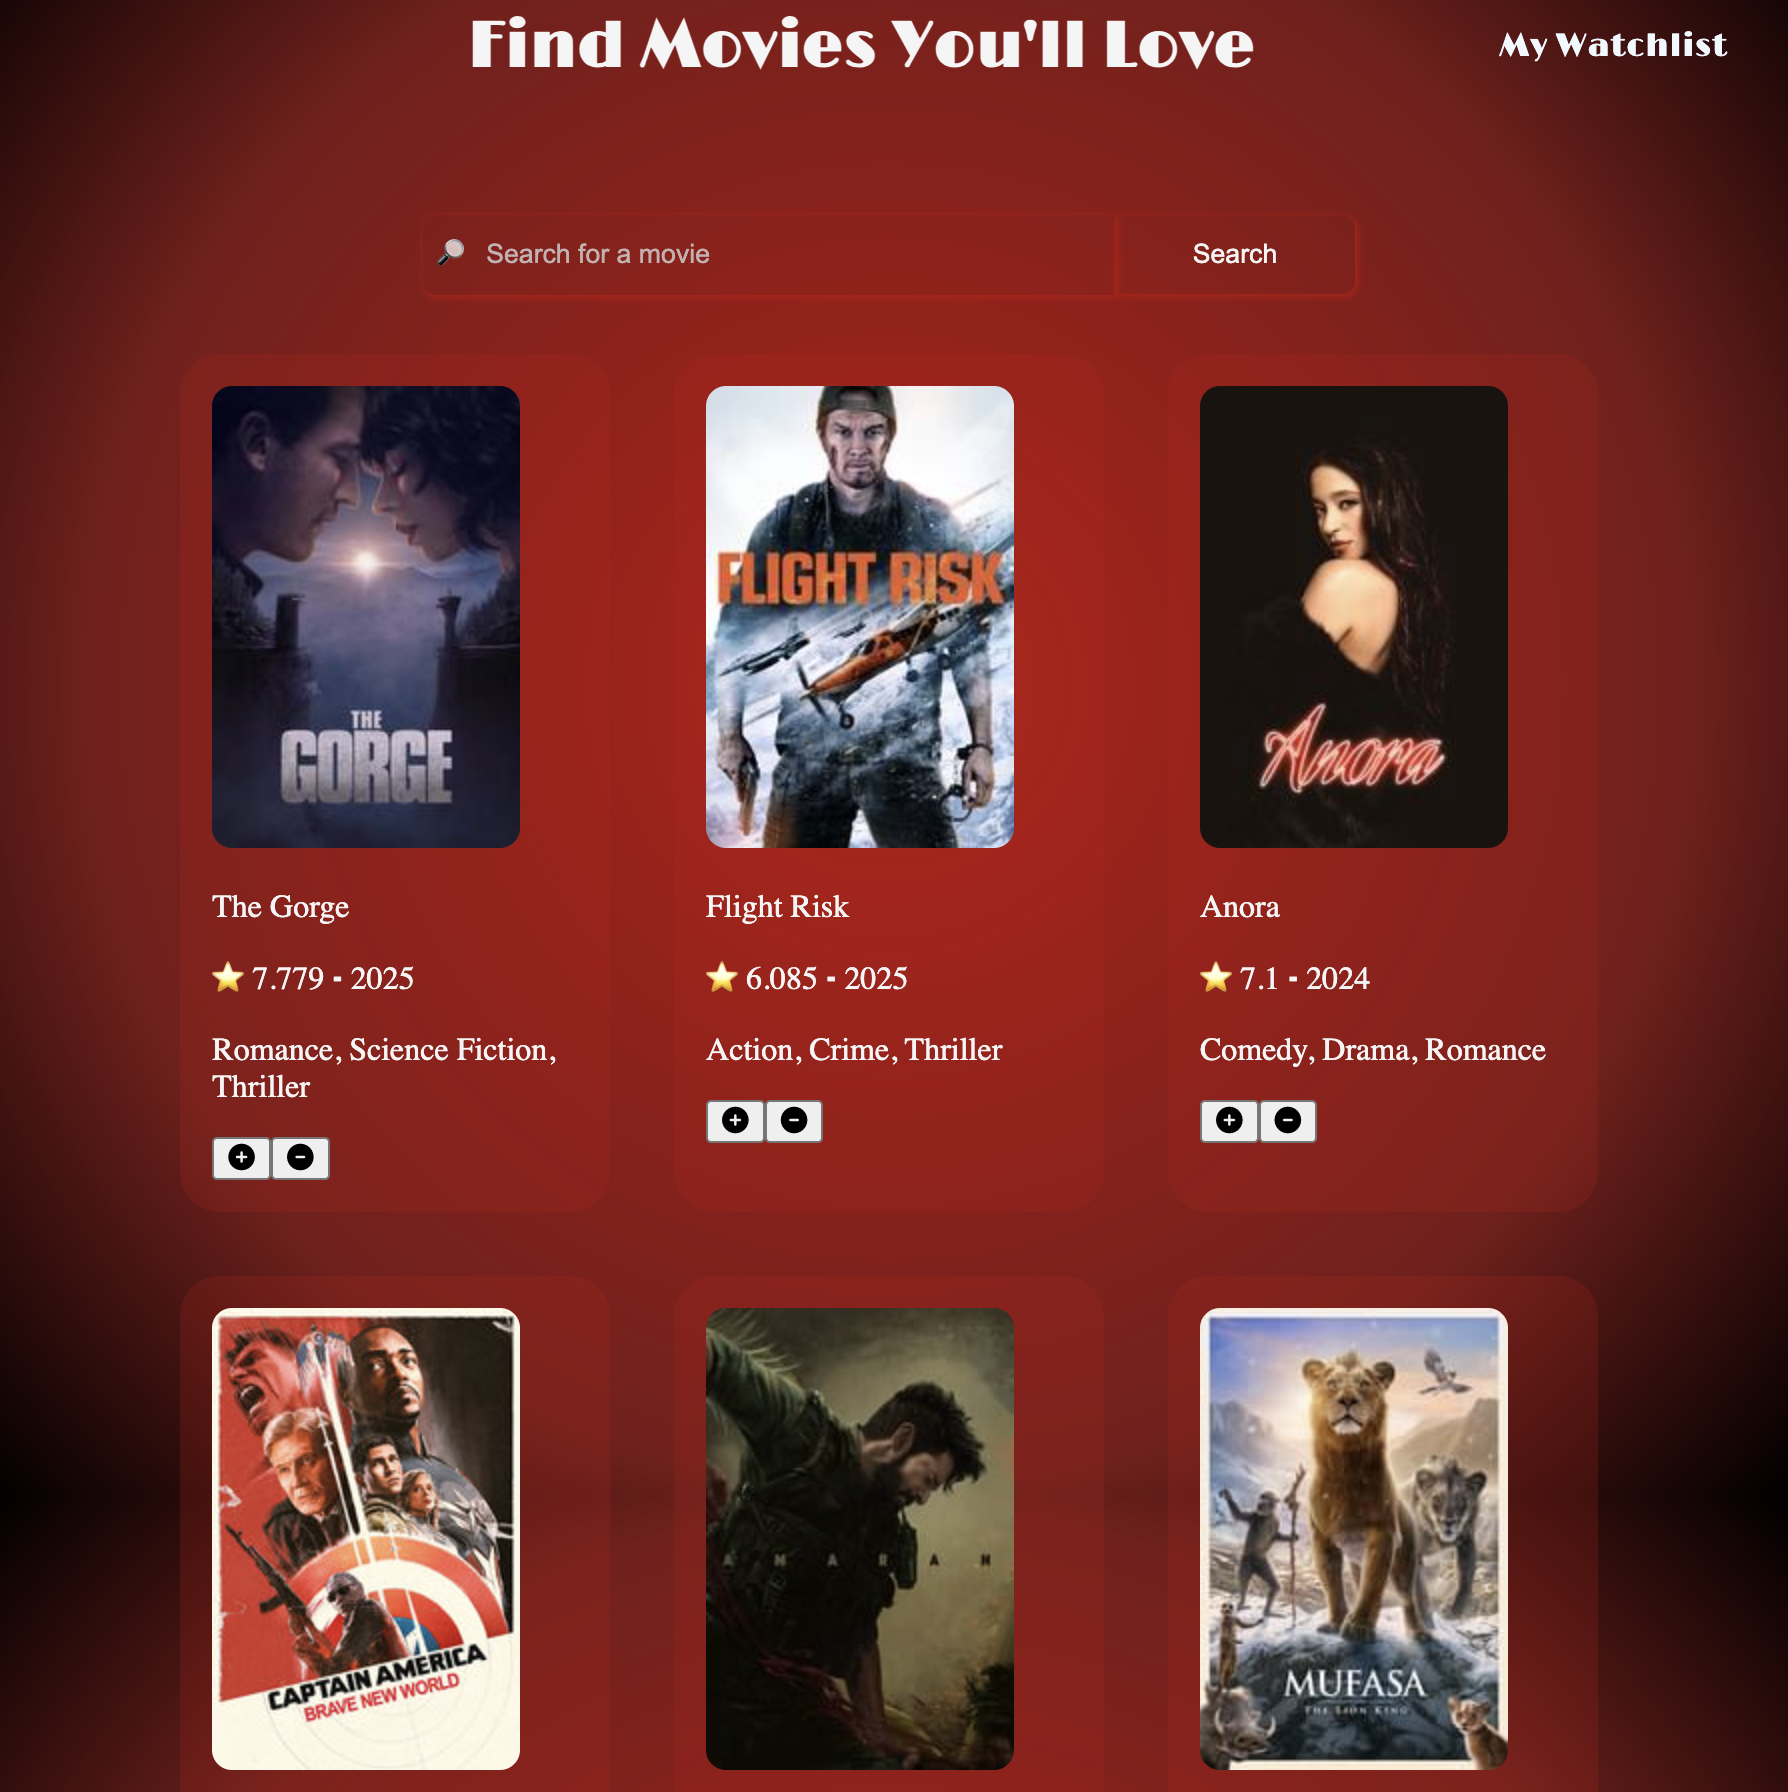 Find Movies You'll Love
My Watchlist
Search for a movie
Search
THE
GORGE
FLIGHT RISK
Anora
The Gorge
Flight Risk
Anora
7.779 - 2025
6.085 - 2025
7.1 - 2024
Romance, Science Fiction,
Thriller
Action, Crime, Thriller
Comedy, Drama, Romance
CAPTAIN AMERICA
BRAVE NEW WORLD
AMARAN
MUFASA
THE LION KING